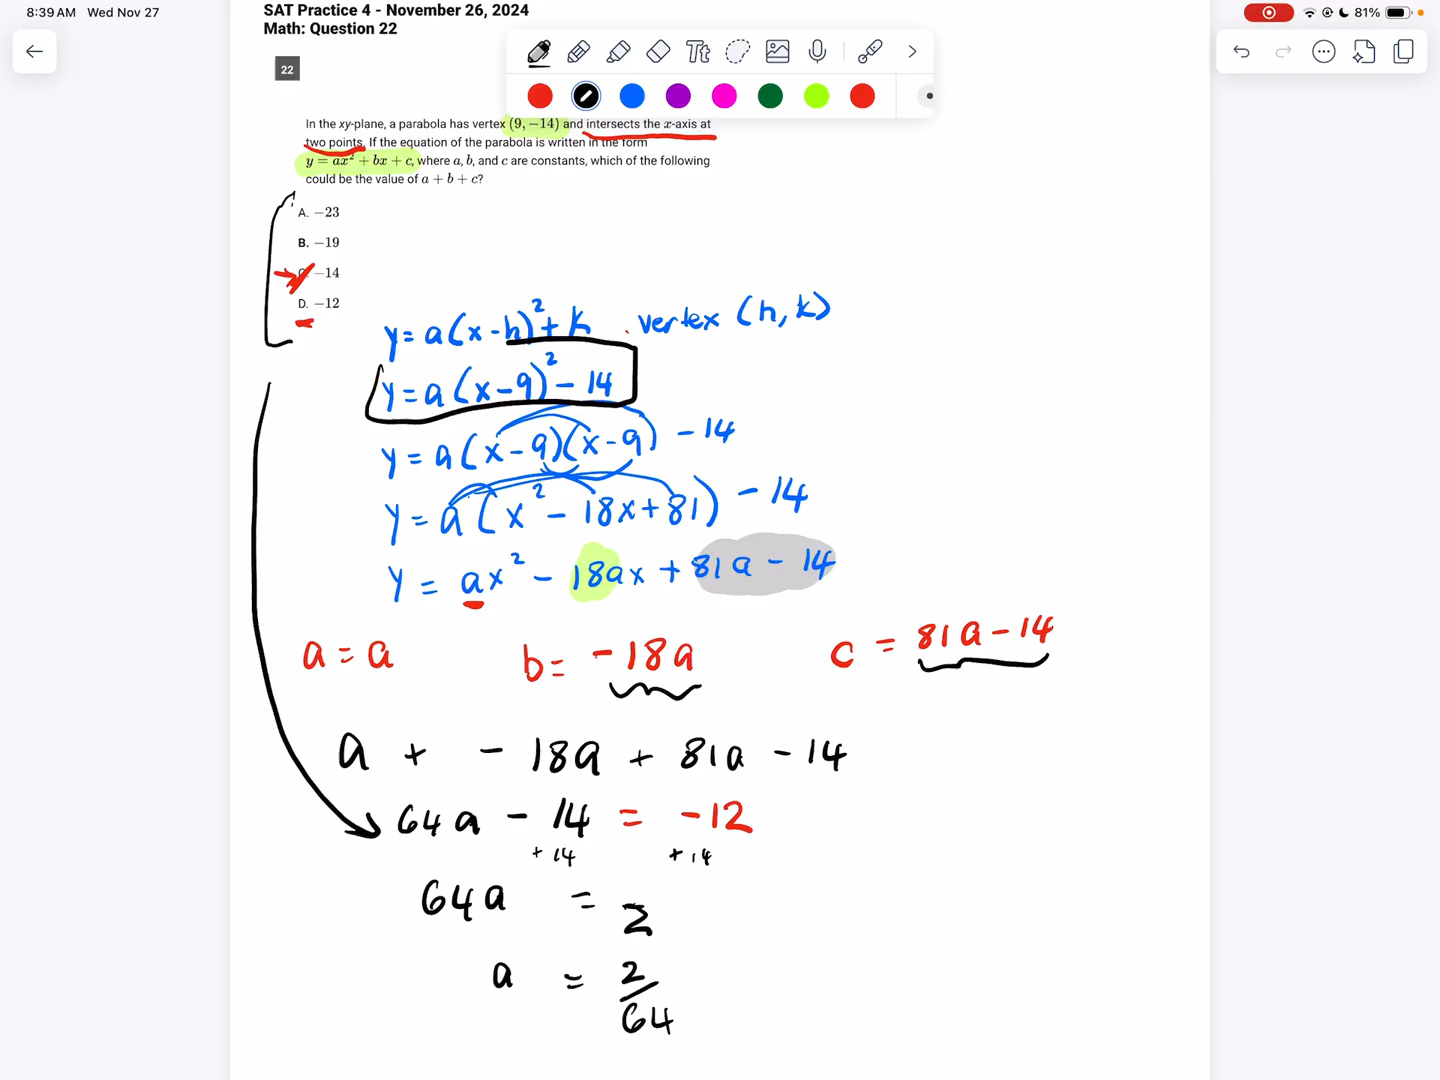 8:39 AM Wed Nov 27
81%
SAT Practice 4 - November 26, 2024
Math: Question 22
Tt
22
In the xy-plane, a parabola has vertex (9, −14) and intersects the x-axis at
two points. If the equation of the parabola is written in the form
y = ax² + bx + c, where a, b, and c are constants, which of the following
could be the value of a + b + c?
A. −23
B. −19
−14
D. −12
y = a(x-h)² + k . vertex (h, k)
y = a(x-9)² - 14
y = a(x-9)(x-9) - 14
y = a(x² - 18x + 81) - 14
y = ax² - 18ax + 81a - 14
a = a b = -18a c = 81a - 14
a + - 18a + 81a - 14
64a - 14 = -12
+ 14 + 14
64a = 2
a = 2/64